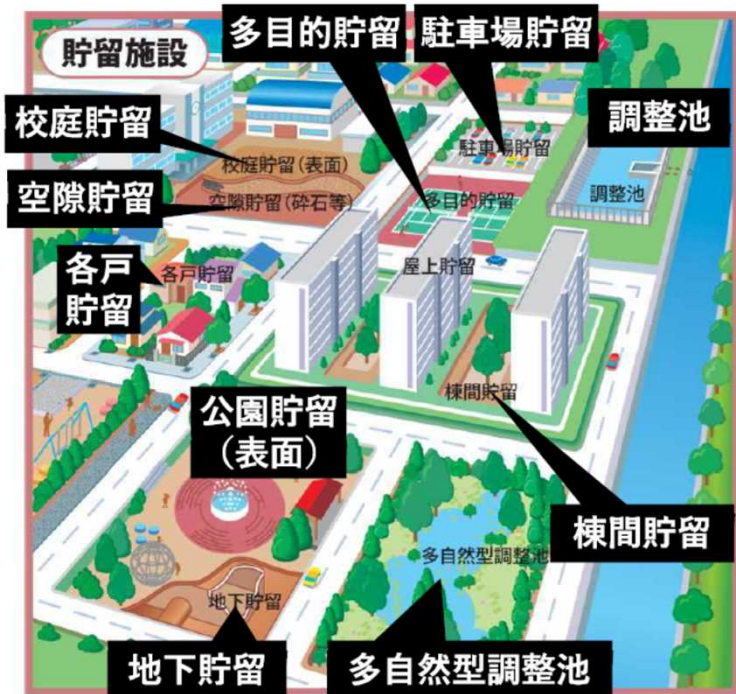 貯留施設
多目的貯留
駐車場貯留
校庭貯留
調整池
駐車場貯留
校庭貯留(表面)
空隙貯留
空隙貯留(砕石等)
多目的貯留
調整池
各戸
貯留
各戸貯留
屋上貯留
公園貯留
(表面)
棟間貯留
棟間貯留
多自然型調整池
地下貯留
地下貯留
多自然型調整池